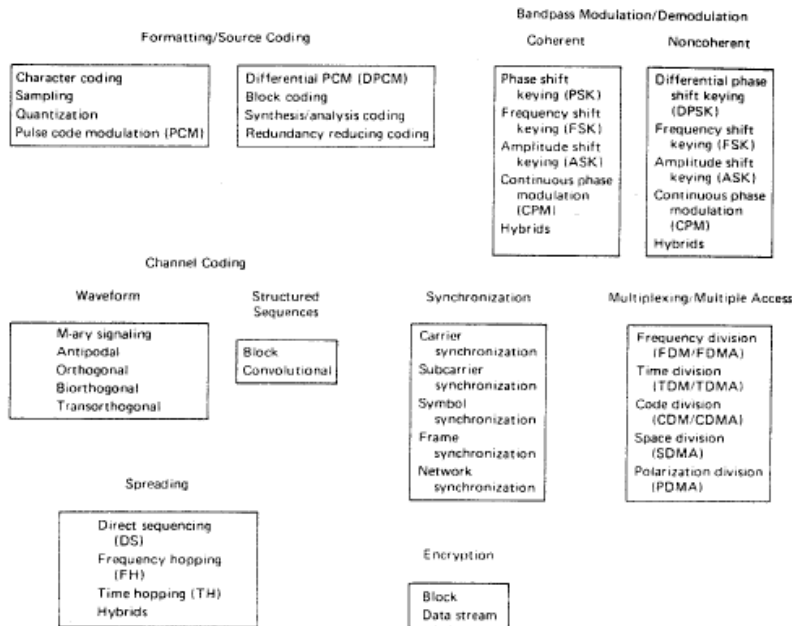 Formatting/Source Coding
Character coding
Sampling
Quantization
Pulse code modulation (PCM)
Differential PCM (DPCM)
Block coding
Synthesis/analysis coding
Redundancy reducing coding
Bandpass Modulation/Demodulation
Coherent
Phase shift
keying (PSK)
Frequency shift
keying (FSK)
Amplitude shift
keying (ASK)
Continuous phase
modulation
(CPM)
Hybrids
Noncoherent
Differential phase
shift keying
(DPSK)
Frequency shift
keying (FSK)
Amplitude shift
keying (ASK)
Continuous phase
modulation
(CPM)
Hybrids
Channel Coding
Waveform
M-ary signaling
Antipodal
Orthogonal
Biorthogonal
Transorthogonal
Structured
Sequences
Block
Convolutional
Synchronization
Carrier
synchronization
Subcarrier
synchronization
Symbol
synchronization
Frame
synchronization
Network
synchronization
Multiplexing/Multiple Access
Frequency division
(FDM/FDMA)
Time division
(TDM/TDMA)
Code division
(CDM/CDMA)
Space division
(SDMA)
Polarization division
(PDMA)
Spreading
Direct sequencing
(DS)
Frequency hopping
(FH)
Time hopping (TH)
Hybrids
Encryption
Block
Data stream